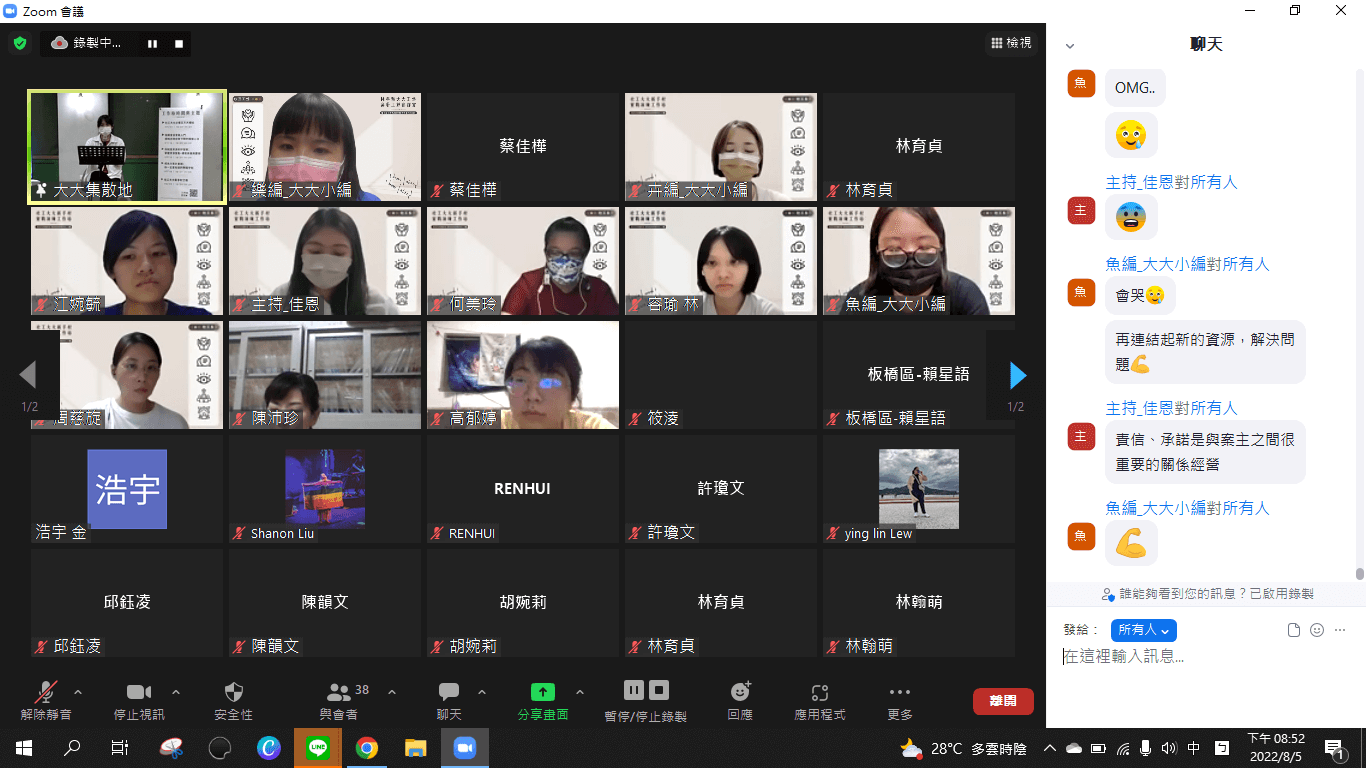 Zoom 會議
錄製中...
檢視
大大集散地
樂編_大大小編
蔡佳樺
蔡佳樺
茾編_大大小編
林育貞
林育貞
江婉毓
主持_佳恩
何美玲
容瑜 林
魚編_大大小編
1/2
周慈旋
陳沛珍
高郁婷
筱淩
板橋區-賴星語
板橋區-賴星語
1/2
浩宇
浩宇 金
Shanon Liu
RENHUI
RENHUI
許瓊文
許瓊文
ying lin Lew
邱鈺凌
邱鈺凌
陳韻文
陳韻文
胡婉莉
胡婉莉
林育貞
林育貞
林翰萌
林翰萌
解除靜音
停止視訊
安全性
38
與會者
聊天
分享畫面
暫停/停止錄製
回應
應用程式
更多
離開
聊天
魚
OMG..
主持_佳恩對所有人
主
魚編_大大小編對所有人
魚
會哭
再連結起新的資源，解決問
題💪
主持_佳恩對所有人
主
責信、承諾是與案主之間很
重要的關係經營
魚編_大大小編對所有人
魚
誰能夠看到您的訊息？已啟用錄製
發給：
所有人
在這裡輸入訊息...
LINE
28°C 多雲時陰
中
下午 08:52
2022/8/5
1